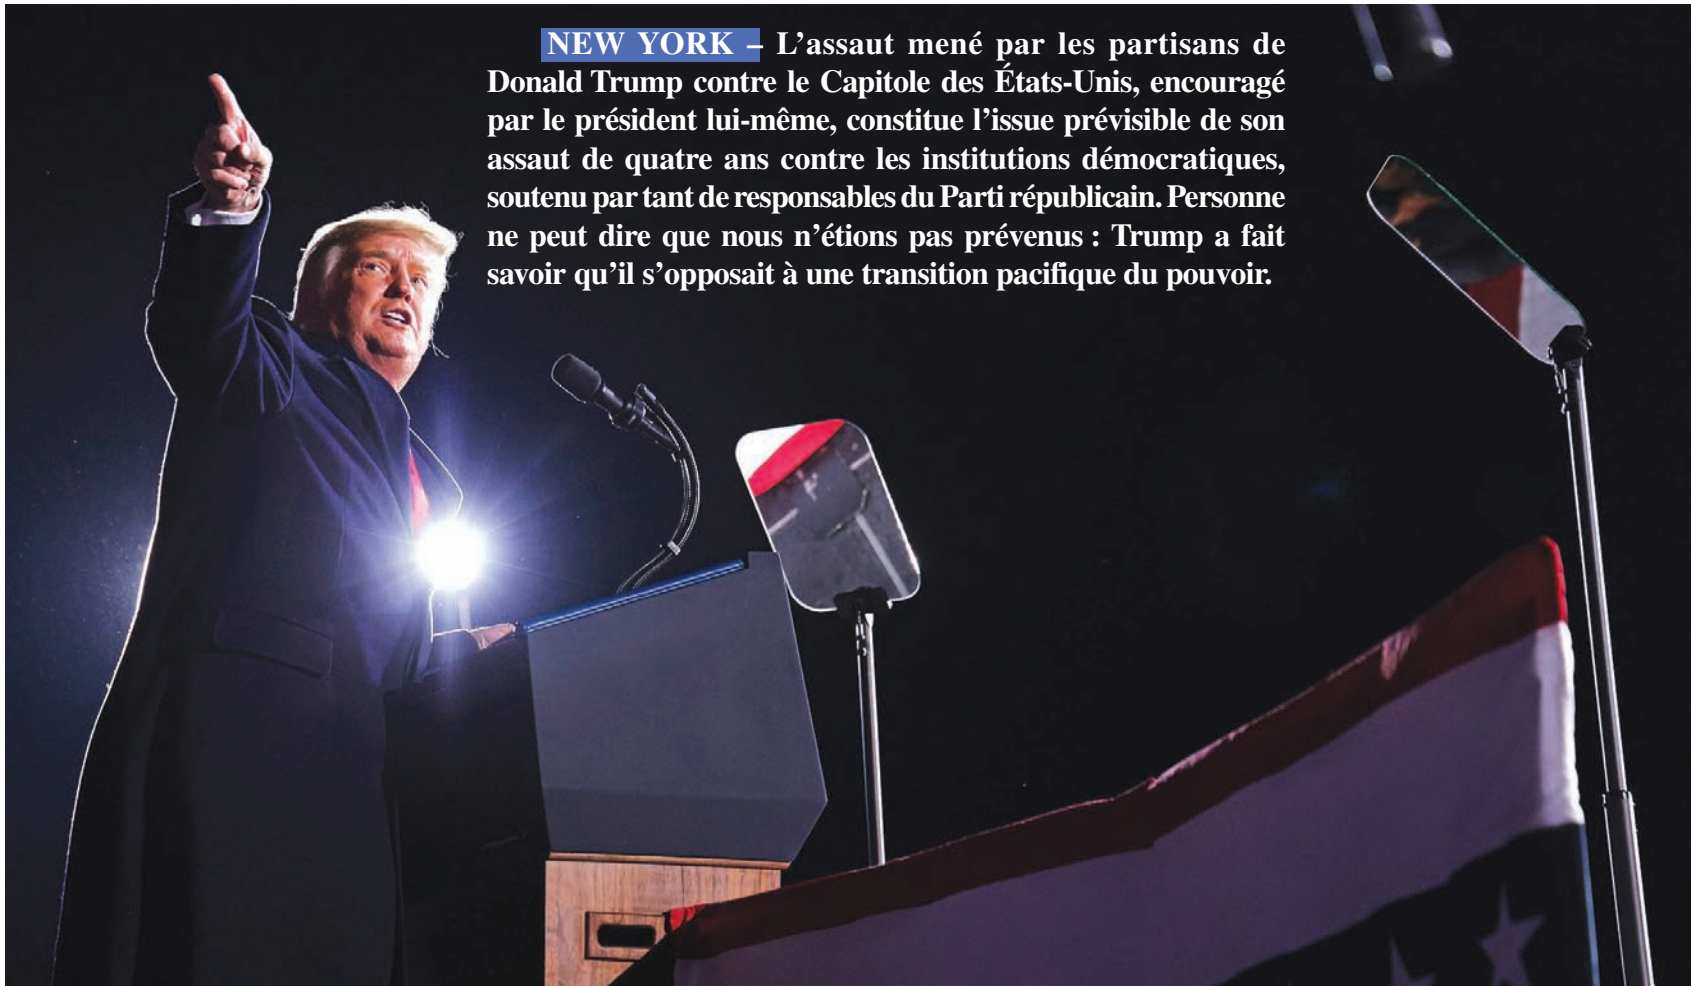 NEW YORK – L’assaut mené par les partisans de
Donald Trump contre le Capitole des États-Unis, encouragé
par le président lui-même, constitue l’issue prévisible de son
assaut de quatre ans contre les institutions démocratiques,
soutenu par tant de responsables du Parti républicain. Personne
ne peut dire que nous n’étions pas prévenus : Trump a fait
savoir qu’il s’opposait à une transition pacifique du pouvoir.